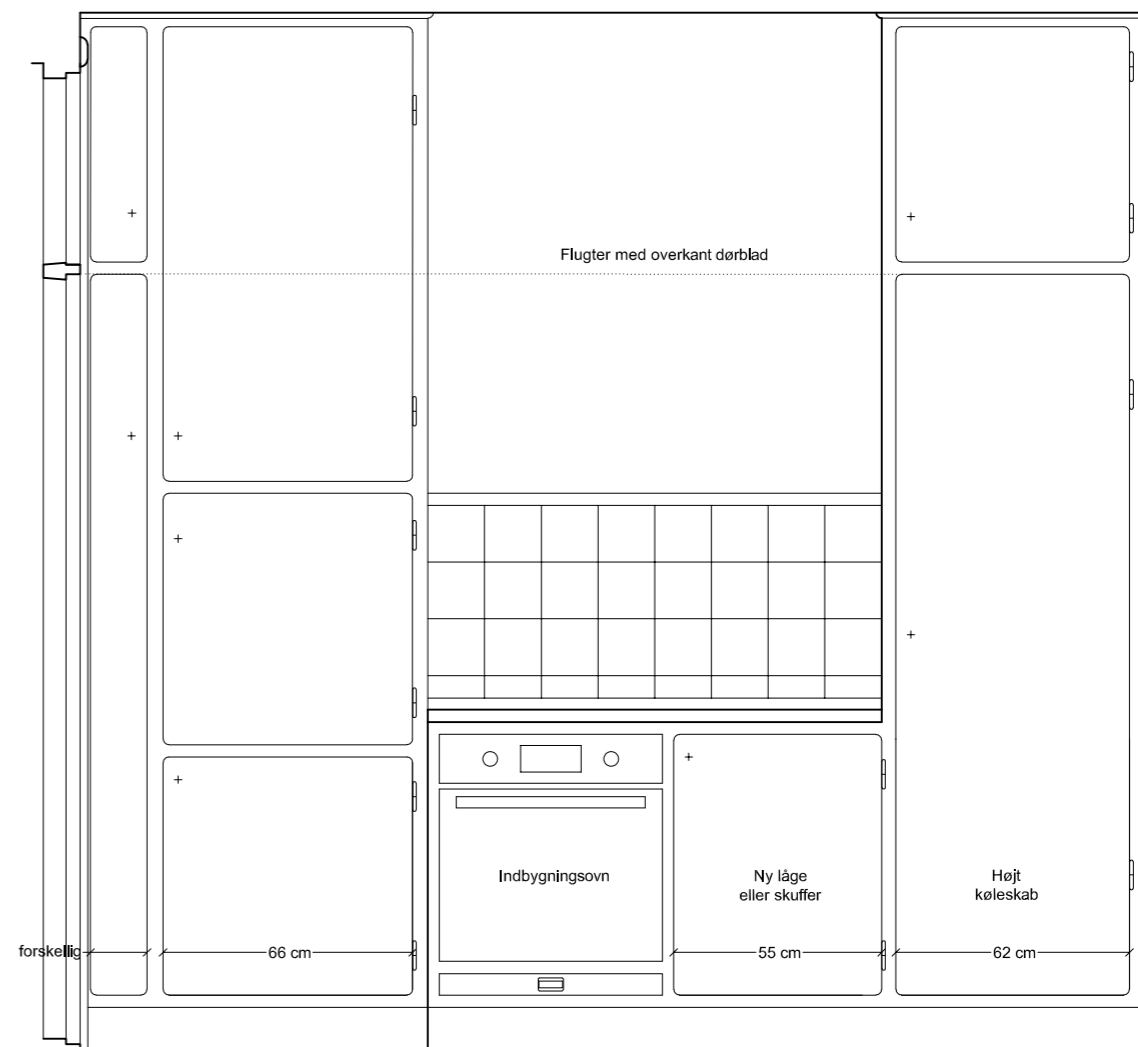 Flugter med overkant dørblad
Indbygningsovn
Ny låge
eller skuffer
Højt
køleskab
forskellig
66 cm
55 cm
62 cm